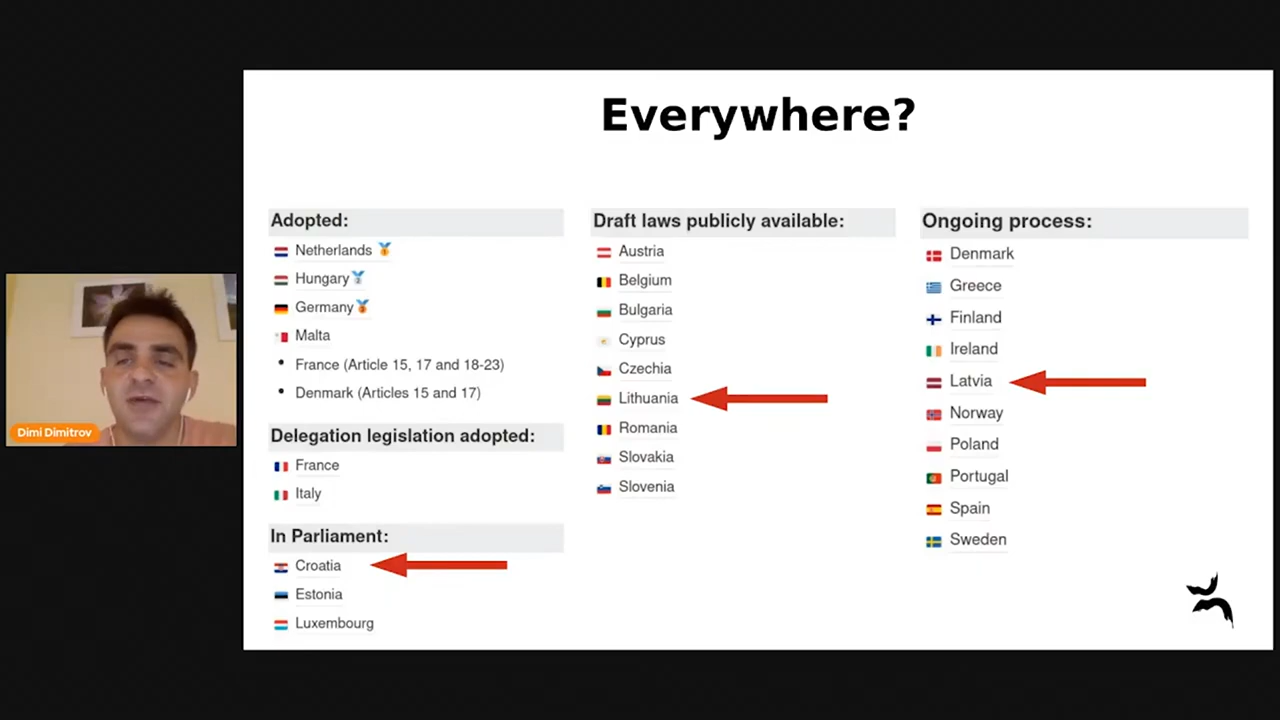 Everywhere?
Adopted:
Netherlands
Hungary
Germany
Malta
France (Article 15, 17 and 18-23)
Denmark (Articles 15 and 17)
Delegation legislation adopted:
France
Italy
In Parliament:
Croatia
Estonia
Luxembourg
Draft laws publicly available:
Austria
Belgium
Bulgaria
Cyprus
Czechia
Lithuania
Romania
Slovakia
Slovenia
Ongoing process:
Denmark
Greece
Finland
Ireland
Latvia
Norway
Poland
Portugal
Spain
Sweden
Dimi Dimitrov